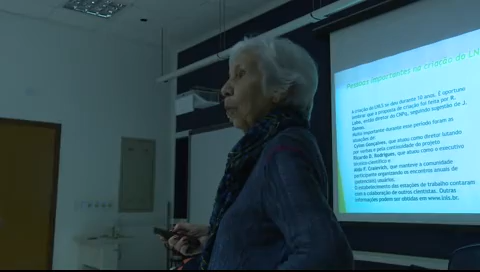 Pessoas importantes na criação do LN
A criação do LNLS se deu durante 10 anos. É oportuno
lembrar que a proposta de criação foi feita por R.
Lobo, então diretor do CNPq, segundo sugestão de J.
Danon.
Muito importante durante esse período foram as
atuações de
Cylon Gonçalves, que atuou como diretor lutando
por verbas e pela continuidade do projeto
Ricardo D. Rodrigues, que atuou como o executivo
técnico-científico e
Aldo F. Craievich, que manteve a comunidade
participante organizando os encontros anuais de
(potenciais) usuários.
O estabelecimento das estações de trabalho contaram
com a colaboração de outros cientistas. Outras
informações podem ser obtidas em www.lnls.br.